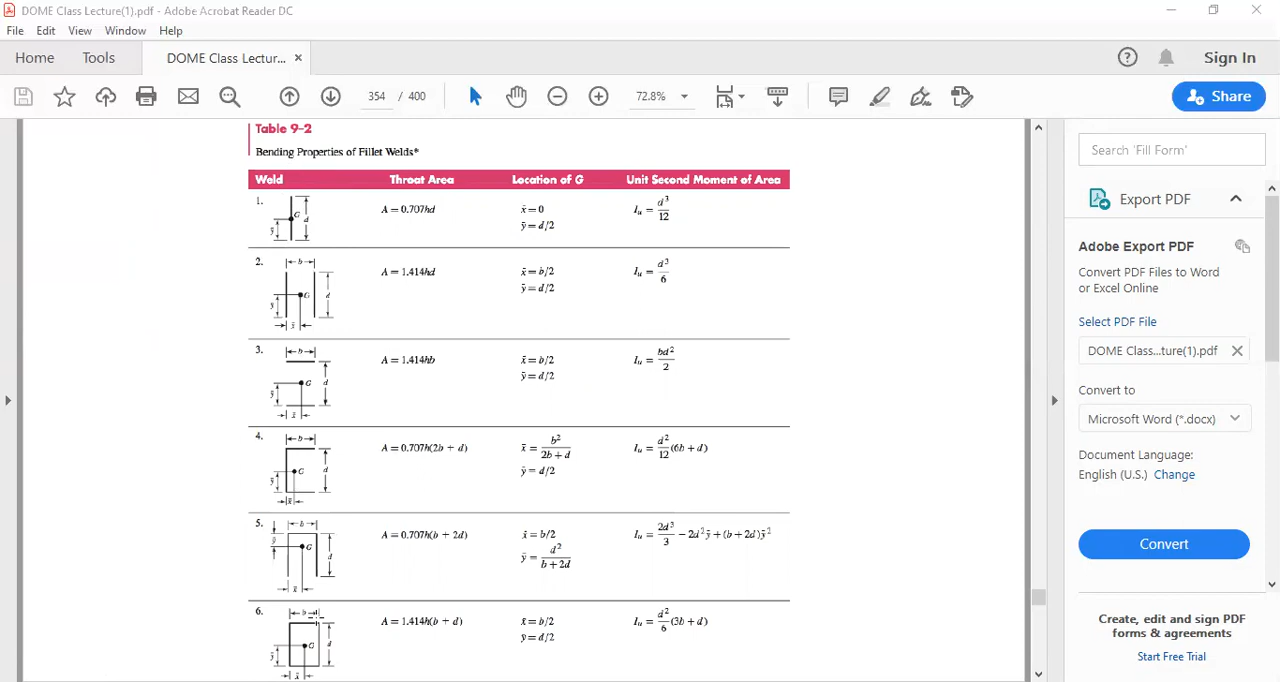 DOME Class Lecture(1).pdf - Adobe Acrobat Reader DC
File Edit View Window Help
Home Tools DOME Class Lectur... × Sign In
354 / 400 72.8% Share
Table 9–2
Bending Properties of Fillet Welds*
Weld Throat Area Location of G Unit Second Moment of Area
1. G d ȳ A = 0.707hd x̄ = 0 ȳ = d/2 Iu = d³/12
2. b G d ȳ x̄ A = 1.414hd x̄ = b/2 ȳ = d/2 Iu = d³/6
3. b G d ȳ x̄ A = 1.414hb x̄ = b/2 ȳ = d/2 Iu = bd²/2
4. b G d ȳ x̄ A = 0.707h(2b + d) x̄ = b²/2b + d ȳ = d/2 Iu = d²/12 (6b + d)
5. b ȳ G d x̄ A = 0.707h(b + 2d) x̄ = b/2 ȳ = d²/b + 2d Iu = 2d³/3 − 2d²ȳ + (b + 2d)ȳ²
6. b G d ȳ x̄ A = 1.414h(b + d) x̄ = b/2 ȳ = d/2 Iu = d²/6 (3b + d)
Search 'Fill Form'
Export PDF
Adobe Export PDF
Convert PDF Files to Word
or Excel Online
Select PDF File
DOME Class...ture(1).pdf
Convert to
Microsoft Word (*.docx)
Document Language:
English (U.S.) Change
Convert
Create, edit and sign PDF
forms & agreements
Start Free Trial